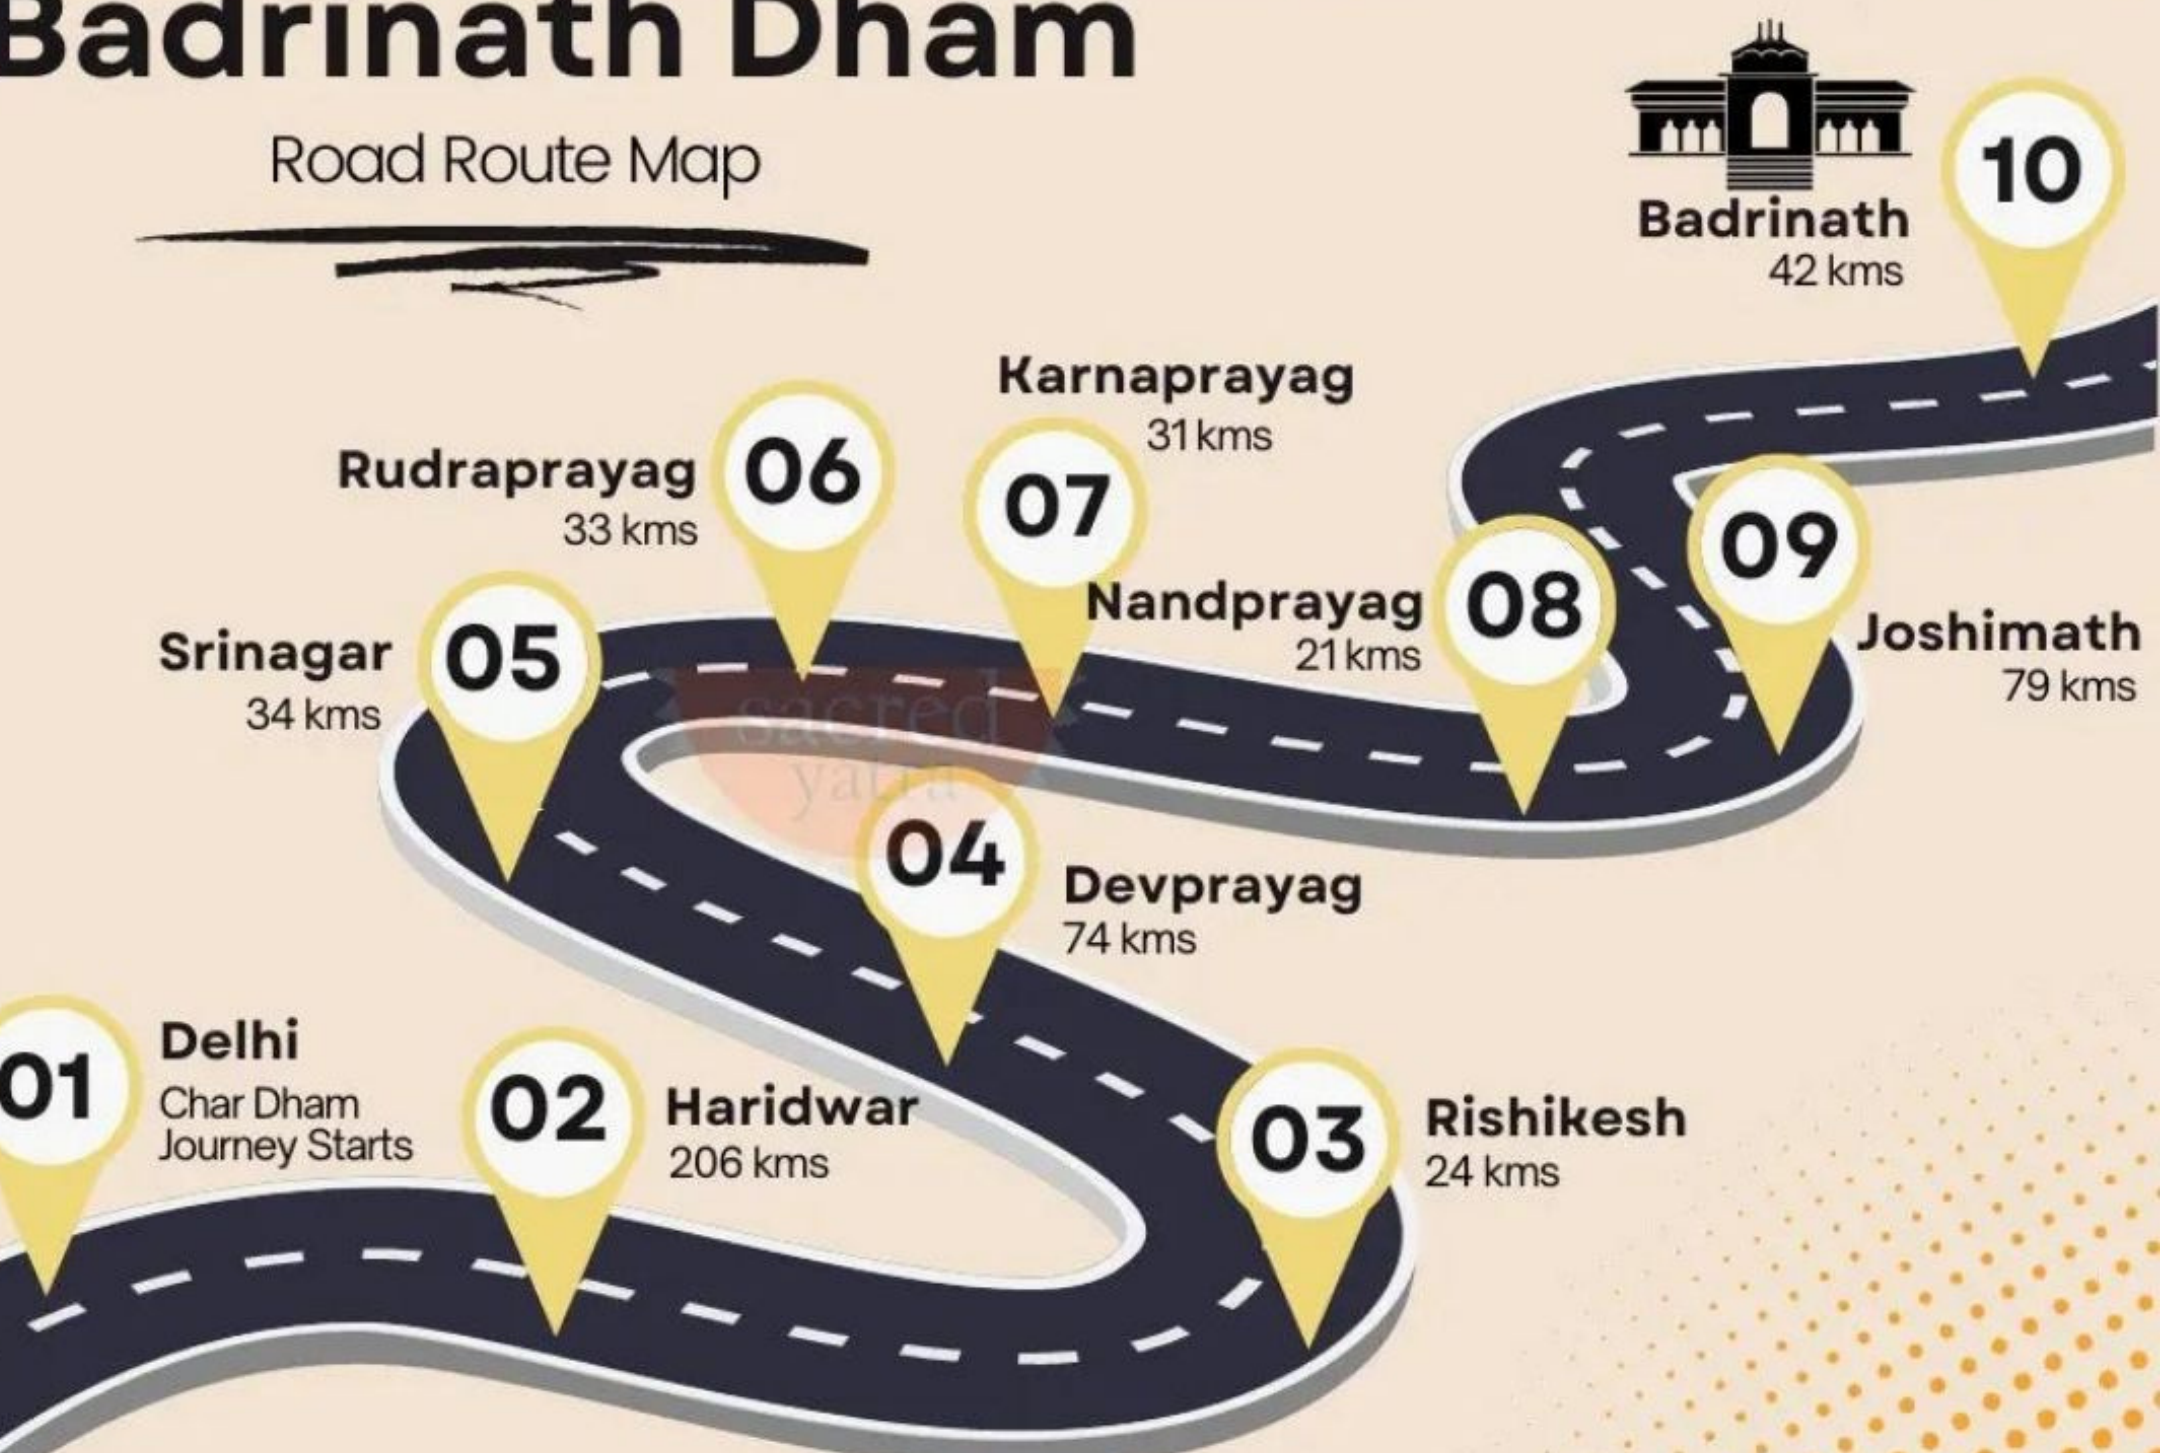 Badrinath Dham
Road Route Map
10
Badrinath
42 kms
Karnaprayag
31 kms
06
Rudraprayag
33 kms
07
09
08
Nandprayag
21 kms
Joshimath
79 kms
05
Srinagar
34 kms
sacred
yatra
04
Devprayag
74 kms
01
Delhi
Char Dham
Journey Starts
02
Haridwar
206 kms
03
Rishikesh
24 kms